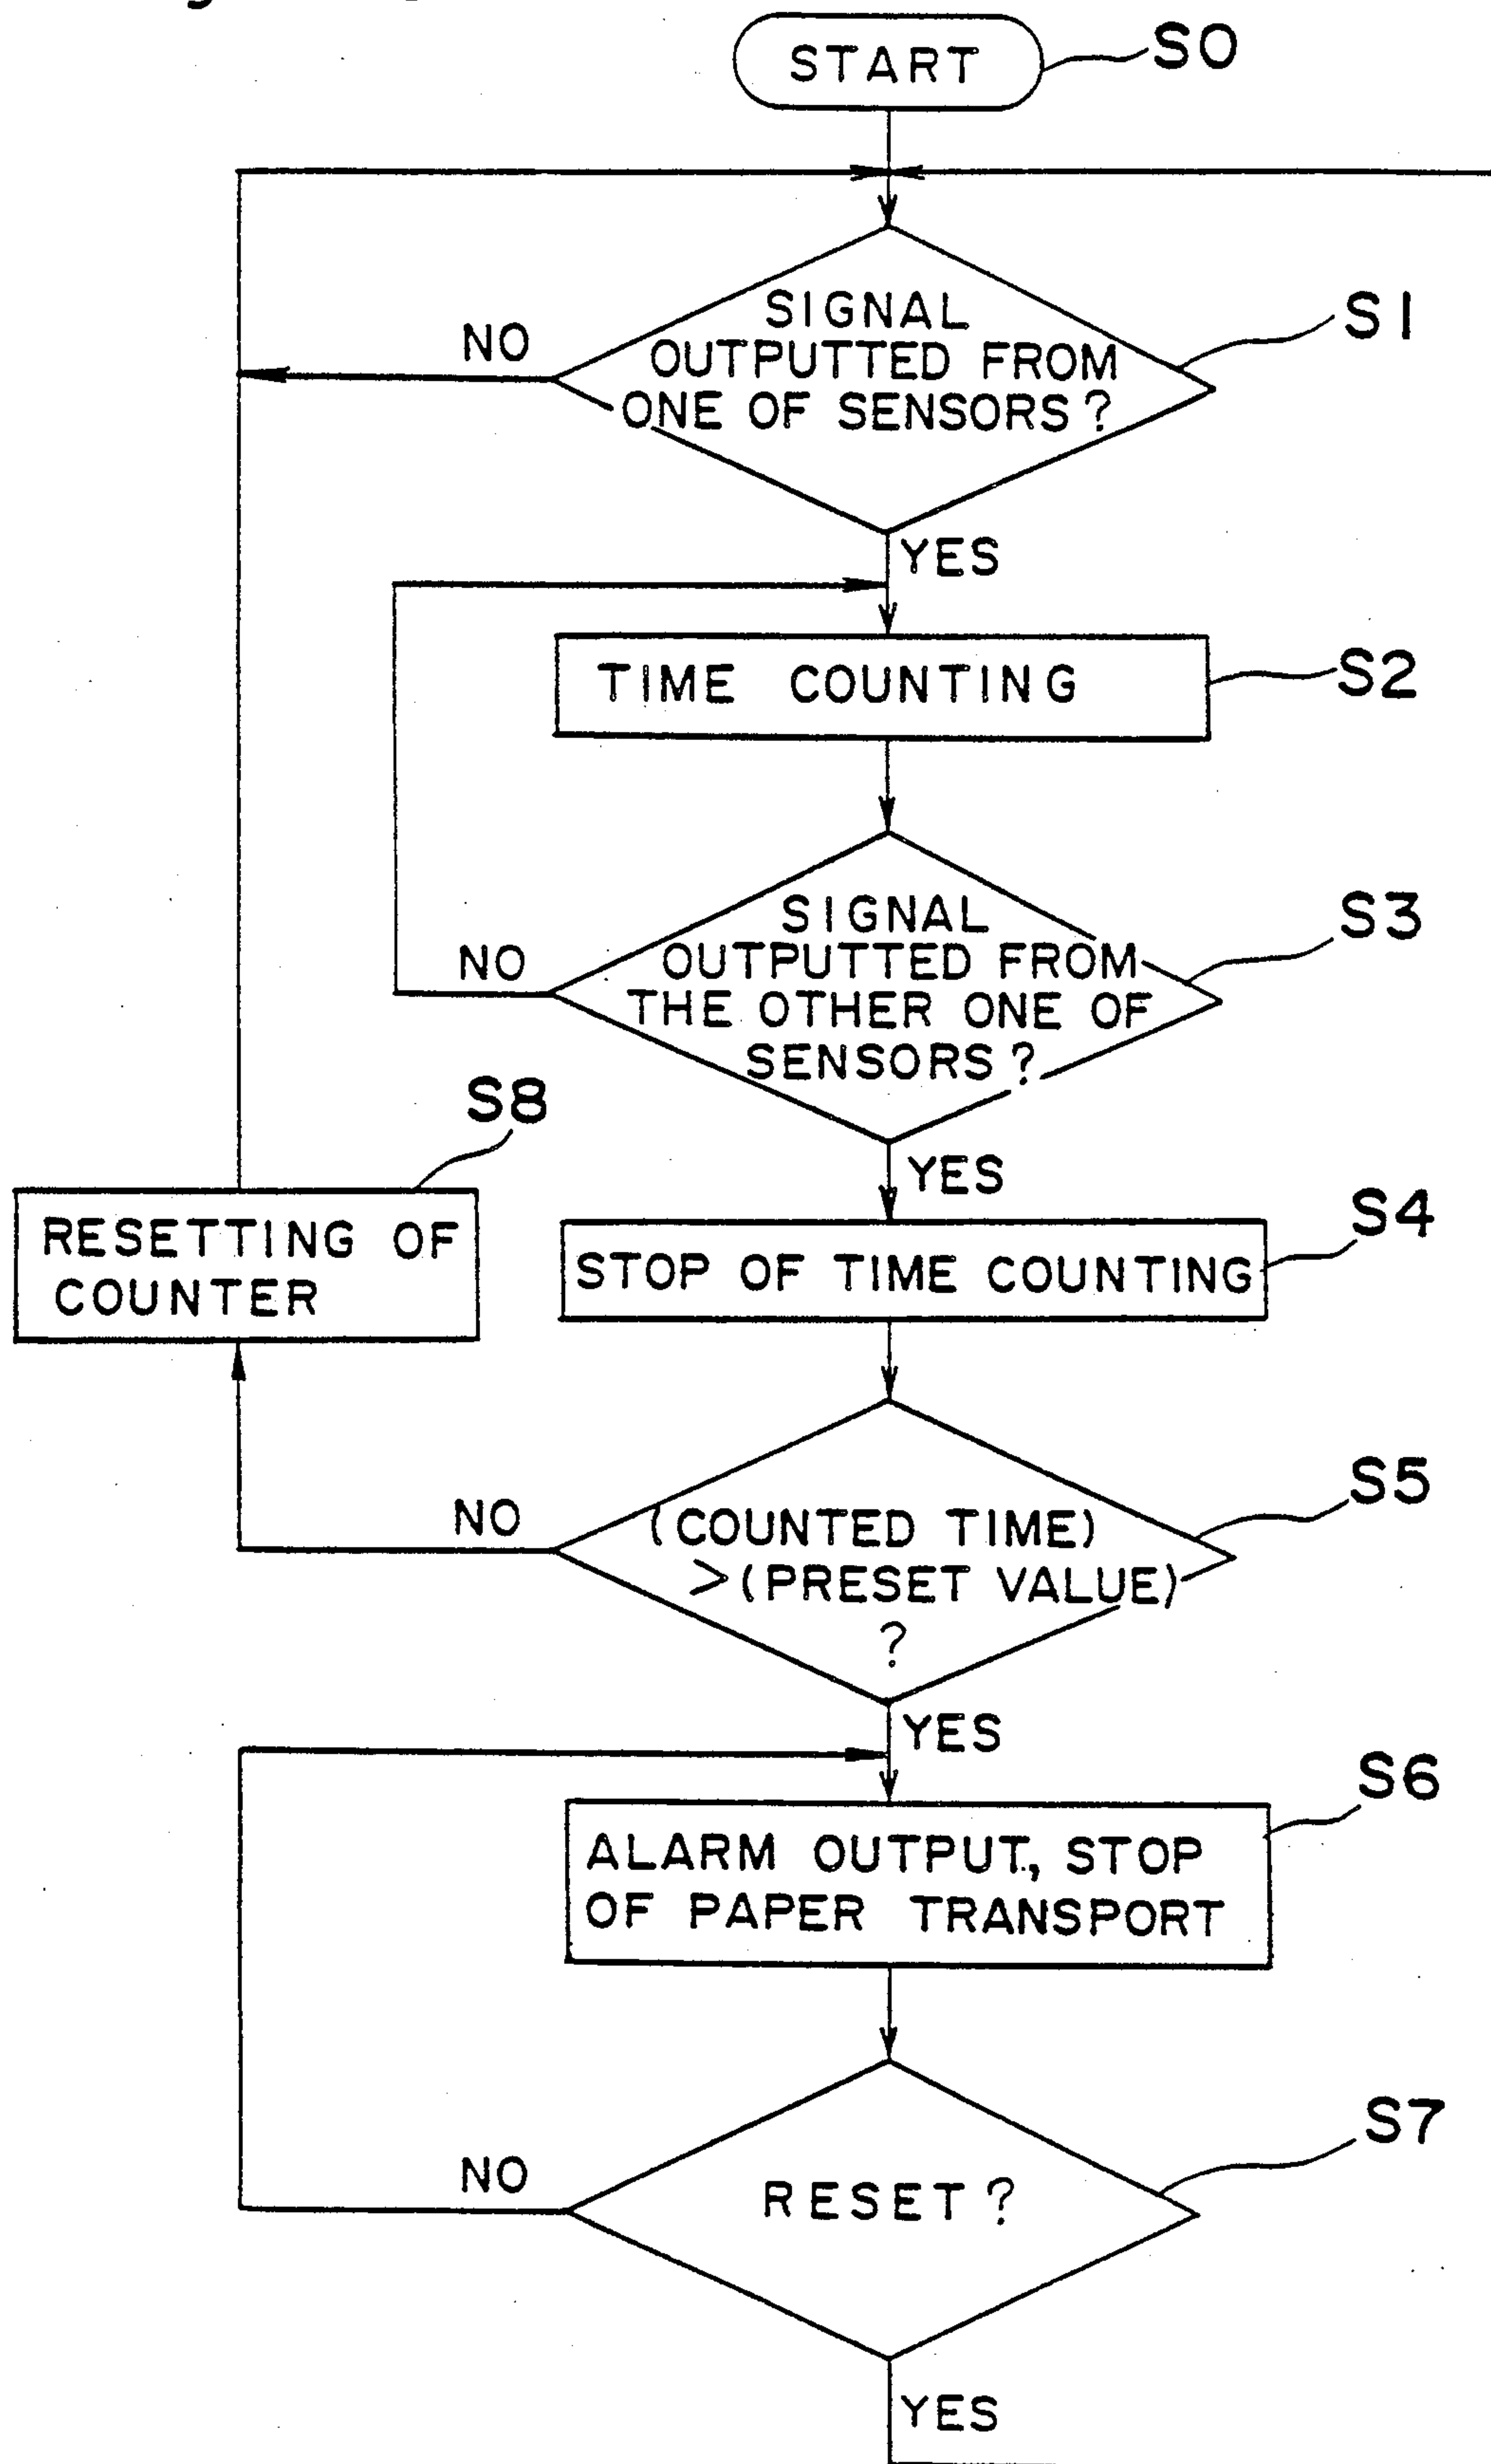 START
S0
SIGNAL
OUTPUTTED FROM
ONE OF SENSORS?
S1
NO
YES
TIME COUNTING
S2
SIGNAL
OUTPUTTED FROM
THE OTHER ONE OF
SENSORS?
S3
NO
YES
S8
RESETTING OF
COUNTER
STOP OF TIME COUNTING
S4
(COUNTED TIME)
>(PRESET VALUE)
?
S5
NO
YES
ALARM OUTPUT, STOP
OF PAPER TRANSPORT
S6
RESET?
S7
NO
YES